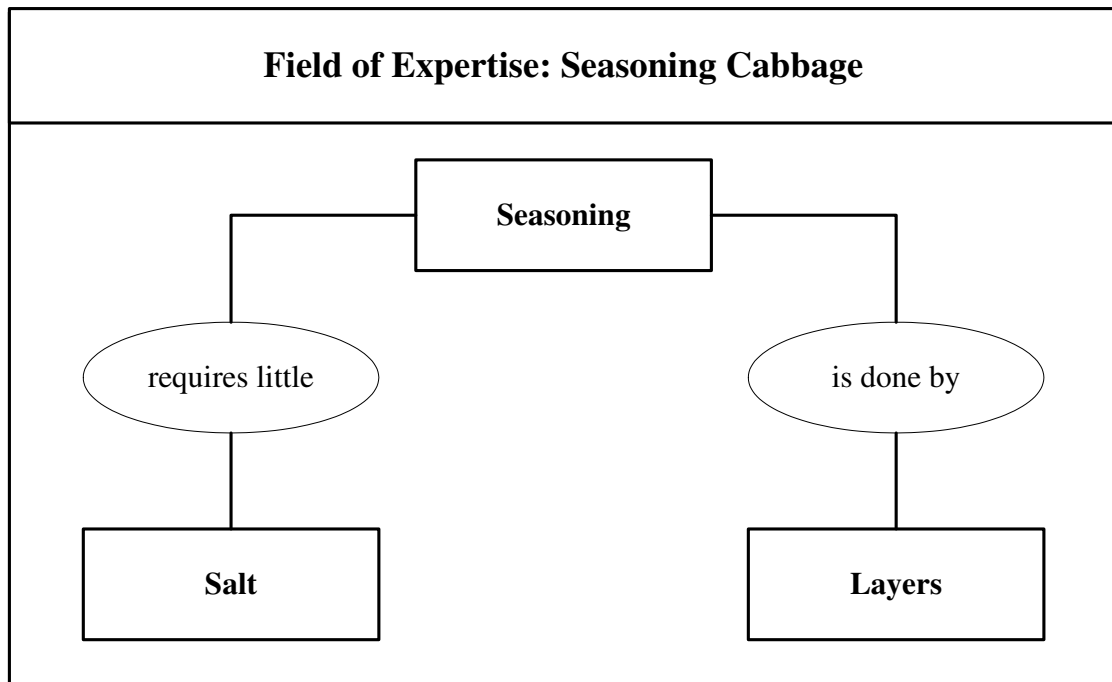 Field of Expertise: Seasoning Cabbage
Seasoning
requires little
is done by
Salt
Layers